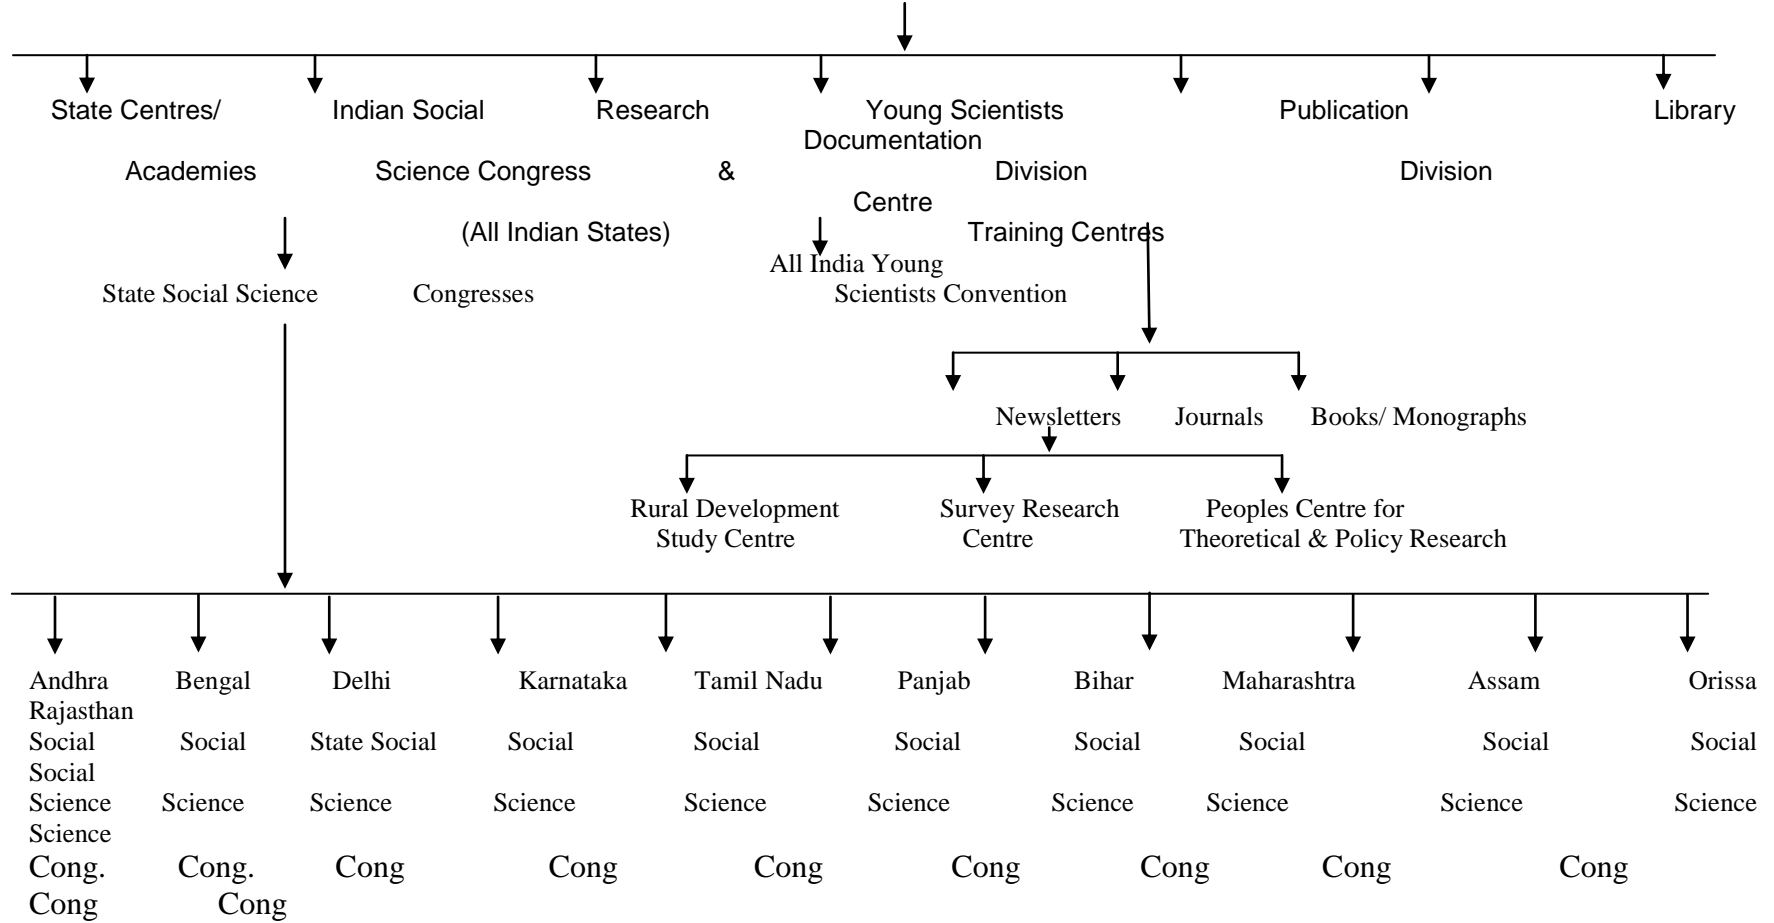 State Centres/ Indian Social Research Young Scientists Publication Library
Documentation
Academies Science Congress & Division Division
Centre
(All Indian States) Training Centres
All India Young
State Social Science Congresses Scientists Convention
Newsletters Journals Books/ Monographs
Rural Development Survey Research Peoples Centre for
Study Centre Centre Theoretical & Policy Research
Andhra Bengal Delhi Karnataka Tamil Nadu Panjab Bihar Maharashtra Assam Orissa
Rajasthan
Social Social State Social Social Social Social Social Social Social Social
Social
Science Science Science Science Science Science Science Science Science Science
Science
Cong. Cong. Cong Cong Cong Cong Cong Cong Cong
Cong Cong